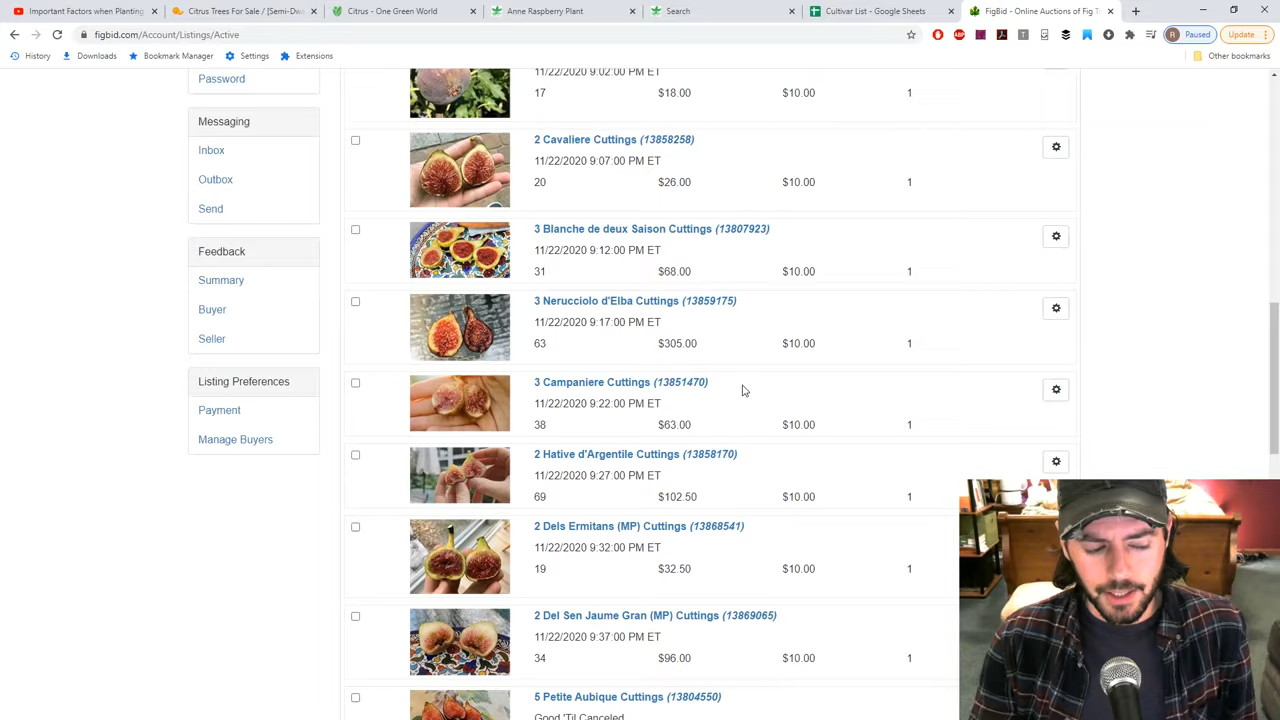 Important Factors when Planting
Citrus Trees For Sale / [Semi-Dw
Citrus - One Green World
Anne Raspberry Plant
Search
Cultivar List - Google Sheets
FigBid - Online Auctions of Fig Tr
figbid.com/Account/Listings/Active
ABP
T
R Paused
Update
History
Downloads
Bookmark Manager
Settings
Extensions
Other bookmarks
Password
Messaging
Inbox
Outbox
Send
Feedback
Summary
Buyer
Seller
Listing Preferences
Payment
Manage Buyers
11/22/2020 9:02:00 PM ET
17 $18.00 $10.00 1
2 Cavaliere Cuttings (13858258)
11/22/2020 9:07:00 PM ET
20 $26.00 $10.00 1
3 Blanche de deux Saison Cuttings (13807923)
11/22/2020 9:12:00 PM ET
31 $68.00 $10.00 1
3 Nerucciolo d'Elba Cuttings (13859175)
11/22/2020 9:17:00 PM ET
63 $305.00 $10.00 1
3 Campaniere Cuttings (13851470)
11/22/2020 9:22:00 PM ET
38 $63.00 $10.00 1
2 Hative d'Argentile Cuttings (13858170)
11/22/2020 9:27:00 PM ET
69 $102.50 $10.00 1
2 Dels Ermitans (MP) Cuttings (13868541)
11/22/2020 9:32:00 PM ET
19 $32.50 $10.00 1
2 Del Sen Jaume Gran (MP) Cuttings (13869065)
11/22/2020 9:37:00 PM ET
34 $96.00 $10.00 1
5 Petite Aubique Cuttings (13804550)
Good 'Til Canceled